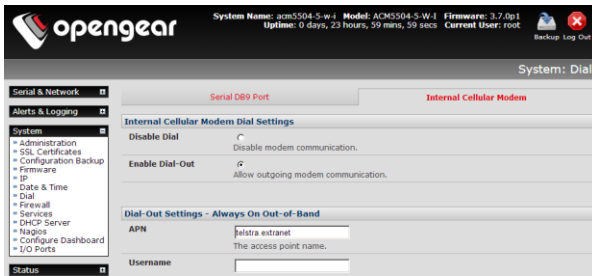 opengear
System Name: acm5504-5-w-i Model: ACM5504-5-W-I Firmware: 3.7.0p1
Uptime: 0 days, 23 hours, 59 mins, 59 secs Current User: root
Backup Log Out
System: Dial
Serial & Network
Alerts & Logging
System
Administration
SSL Certificates
Configuration Backup
Firmware
IP
Date & Time
Dial
Firewall
Services
DHCP Server
Nagios
Configure Dashboard
I/O Ports
Status
Serial DB9 Port
Internal Cellular Modem
Internal Cellular Modem Dial Settings
Disable Dial
Disable modem communication.
Enable Dial-Out
Allow outgoing modem communication.
Dial-Out Settings - Always On Out-of-Band
APN
telstra.extranet
The access point name.
Username